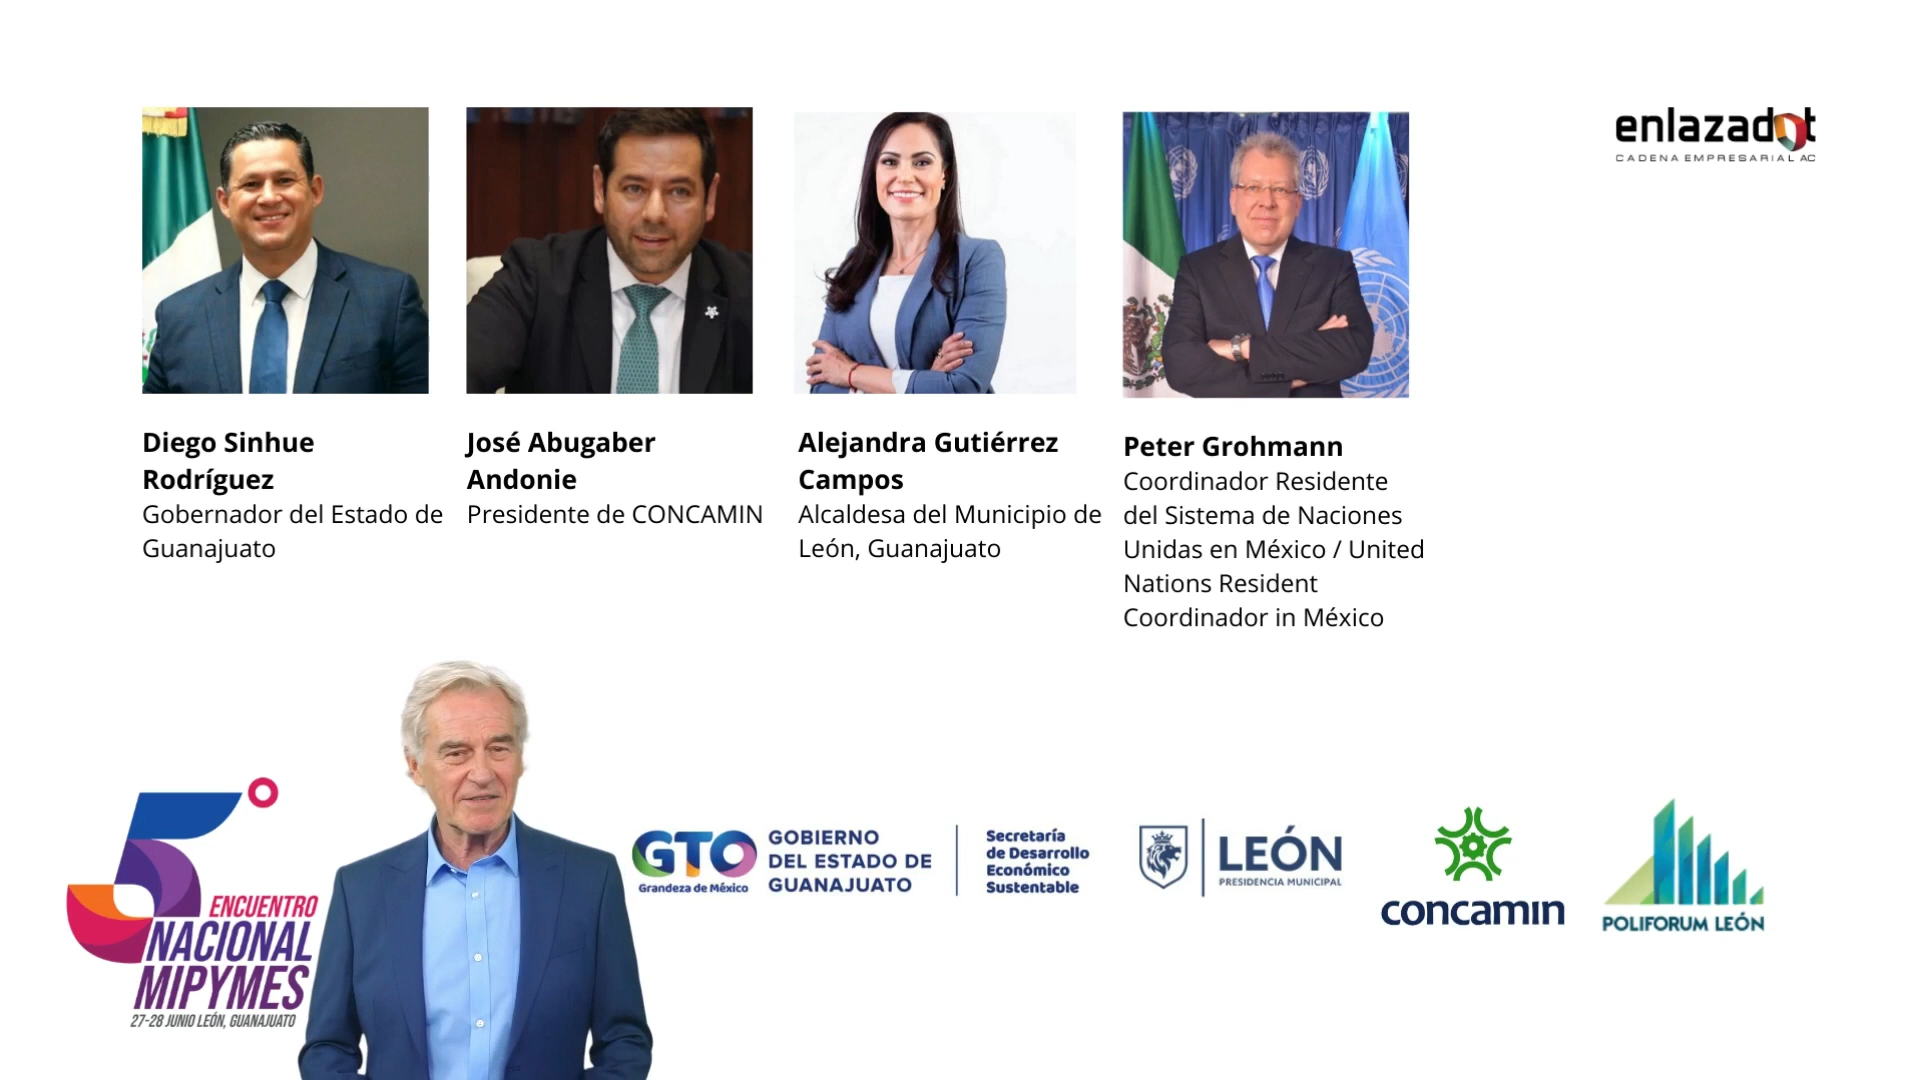 enlazadot
CADENA EMPRESARIAL AC
Diego Sinhue
Rodríguez
Gobernador del Estado de
Guanajuato
José Abugaber
Andonie
Presidente de CONCAMIN
Alejandra Gutiérrez
Campos
Alcaldesa del Municipio de
León, Guanajuato
Peter Grohmann
Coordinador Residente
del Sistema de Naciones
Unidas en México / United
Nations Resident
Coordinador in México
5°
ENCUENTRO
NACIONAL
MIPYMES
27-28 JUNIO LEÓN, GUANAJUATO
GTO
Grandeza de México
GOBIERNO
DEL ESTADO DE
GUANAJUATO
Secretaría
de Desarrollo
Económico
Sustentable
LEÓN
PRESIDENCIA MUNICIPAL
concamin
POLIFORUM LEÓN